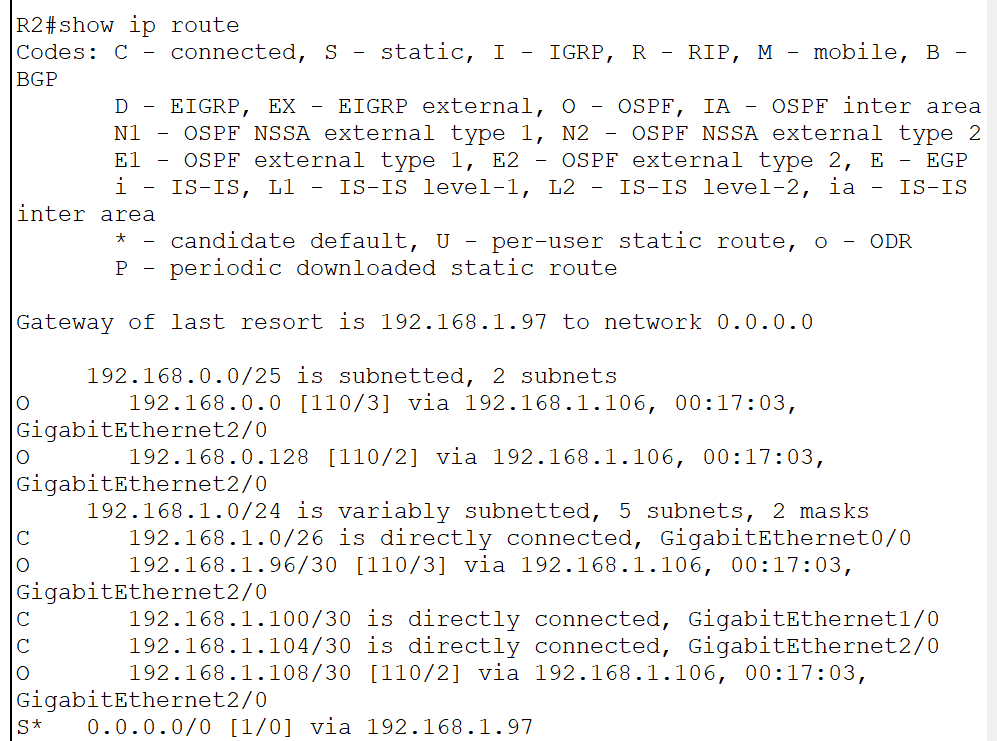 R2#show ip route
Codes: C - connected, S - static, I - IGRP, R - RIP, M - mobile, B -
BGP
       D - EIGRP, EX - EIGRP external, O - OSPF, IA - OSPF inter area
       N1 - OSPF NSSA external type 1, N2 - OSPF NSSA external type 2
       E1 - OSPF external type 1, E2 - OSPF external type 2, E - EGP
       i - IS-IS, L1 - IS-IS level-1, L2 - IS-IS level-2, ia - IS-IS
inter area
       * - candidate default, U - per-user static route, o - ODR
       P - periodic downloaded static route

Gateway of last resort is 192.168.1.97 to network 0.0.0.0

     192.168.0.0/25 is subnetted, 2 subnets
O       192.168.0.0 [110/3] via 192.168.1.106, 00:17:03,
GigabitEthernet2/0
O       192.168.0.128 [110/2] via 192.168.1.106, 00:17:03,
GigabitEthernet2/0
     192.168.1.0/24 is variably subnetted, 5 subnets, 2 masks
C       192.168.1.0/26 is directly connected, GigabitEthernet0/0
O       192.168.1.96/30 [110/3] via 192.168.1.106, 00:17:03,
GigabitEthernet2/0
C       192.168.1.100/30 is directly connected, GigabitEthernet1/0
C       192.168.1.104/30 is directly connected, GigabitEthernet2/0
O       192.168.1.108/30 [110/2] via 192.168.1.106, 00:17:03,
GigabitEthernet2/0
S*   0.0.0.0/0 [1/0] via 192.168.1.97